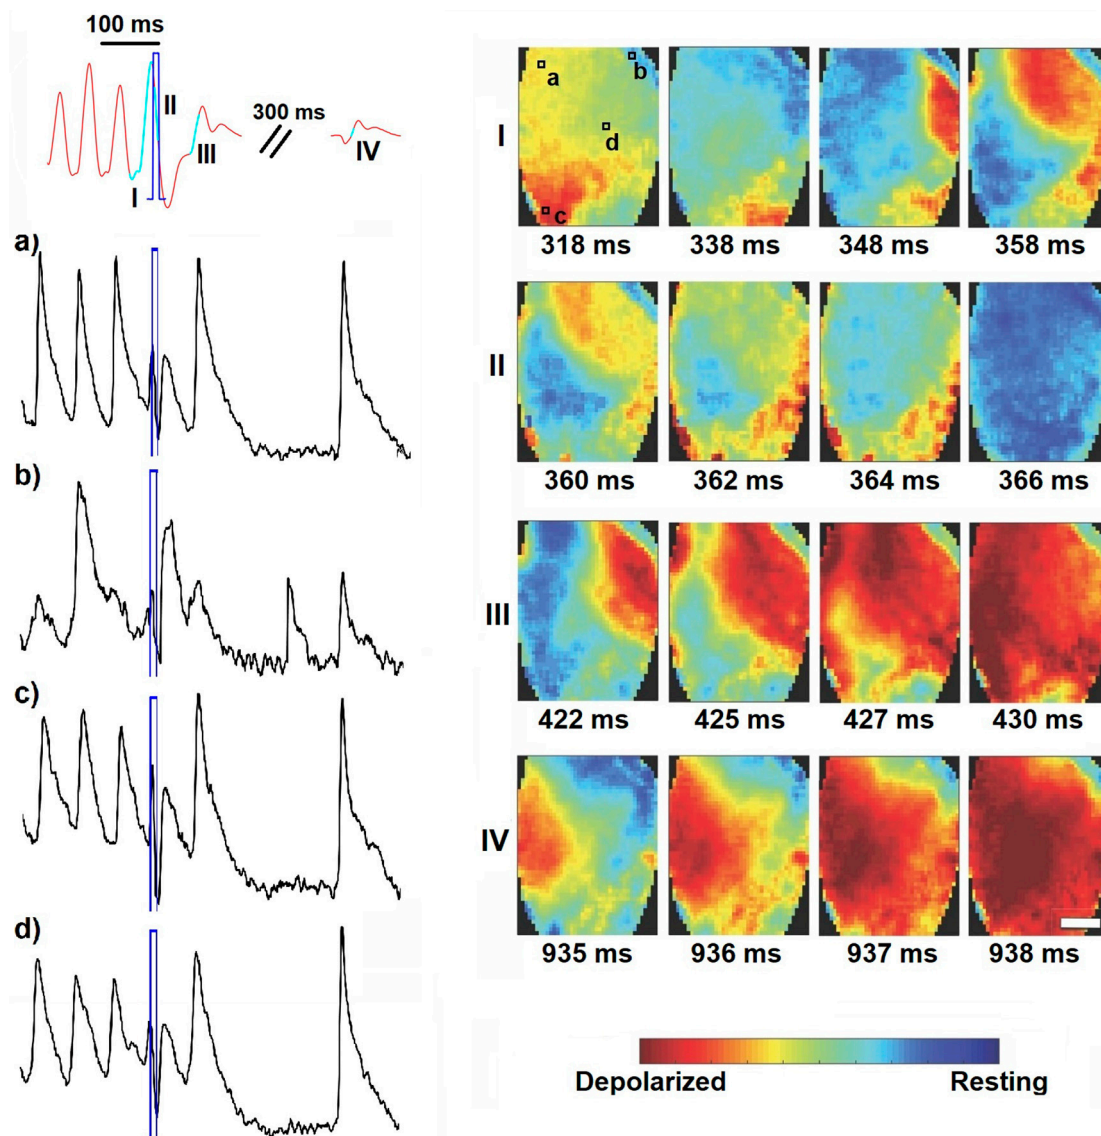 100 ms
II
300 ms
I
III
IV
a)
b)
c)
d)
I
a
b
d
c
318 ms
338 ms
348 ms
358 ms
II
360 ms
362 ms
364 ms
366 ms
III
422 ms
425 ms
427 ms
430 ms
IV
935 ms
936 ms
937 ms
938 ms
Depolarized
Resting